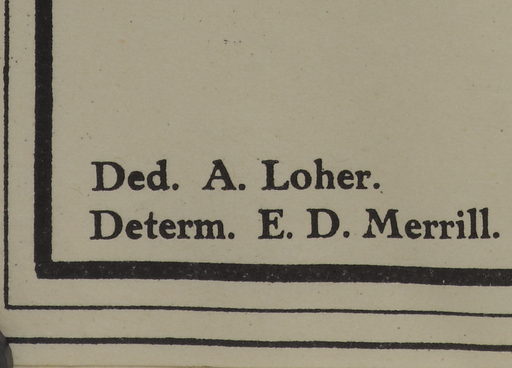 Ded. A. Loher.
Determ. E. D. Merrill.